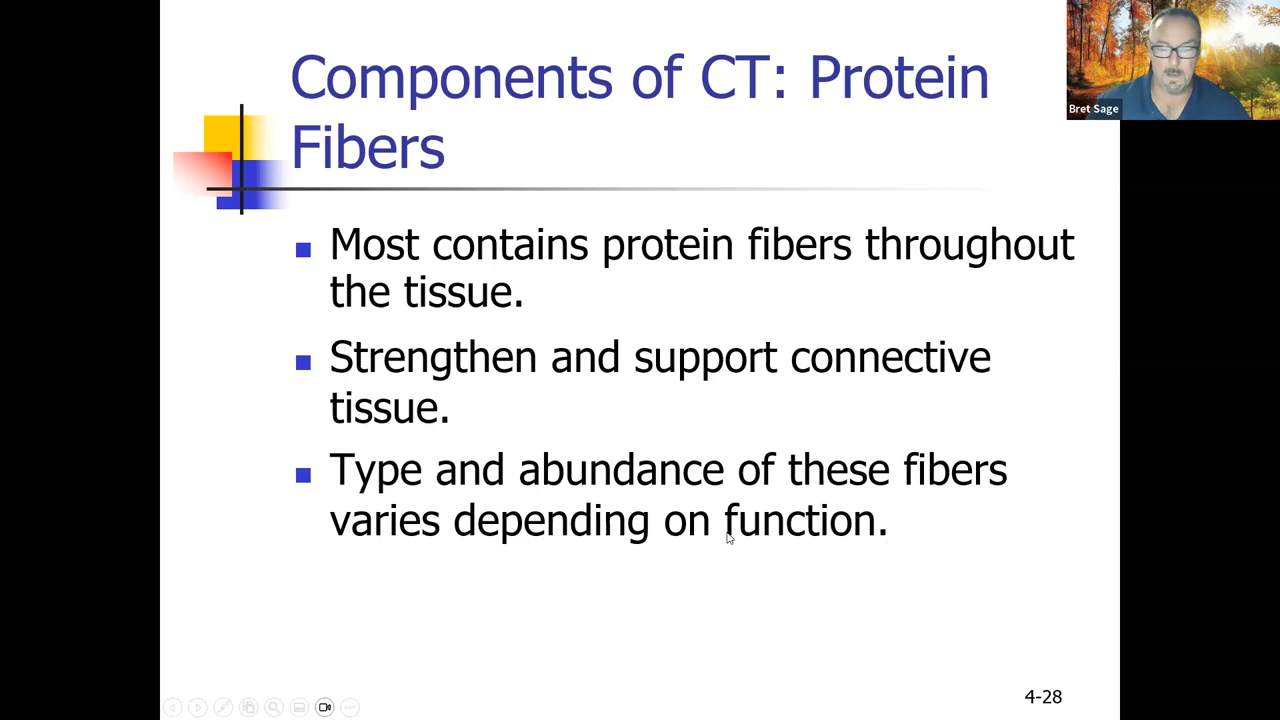 Components of CT: Protein
Fibers
Bret Sage
Most contains protein fibers throughout
the tissue.
Strengthen and support connective
tissue.
Type and abundance of these fibers
varies depending on function.
4-28